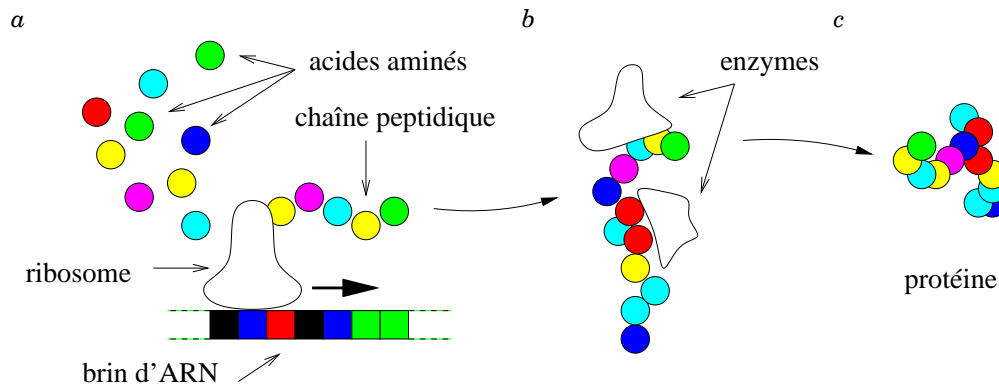 a
b
c
acides aminés
enzymes
chaîne peptidique
ribosome
protéine
brin d'ARN